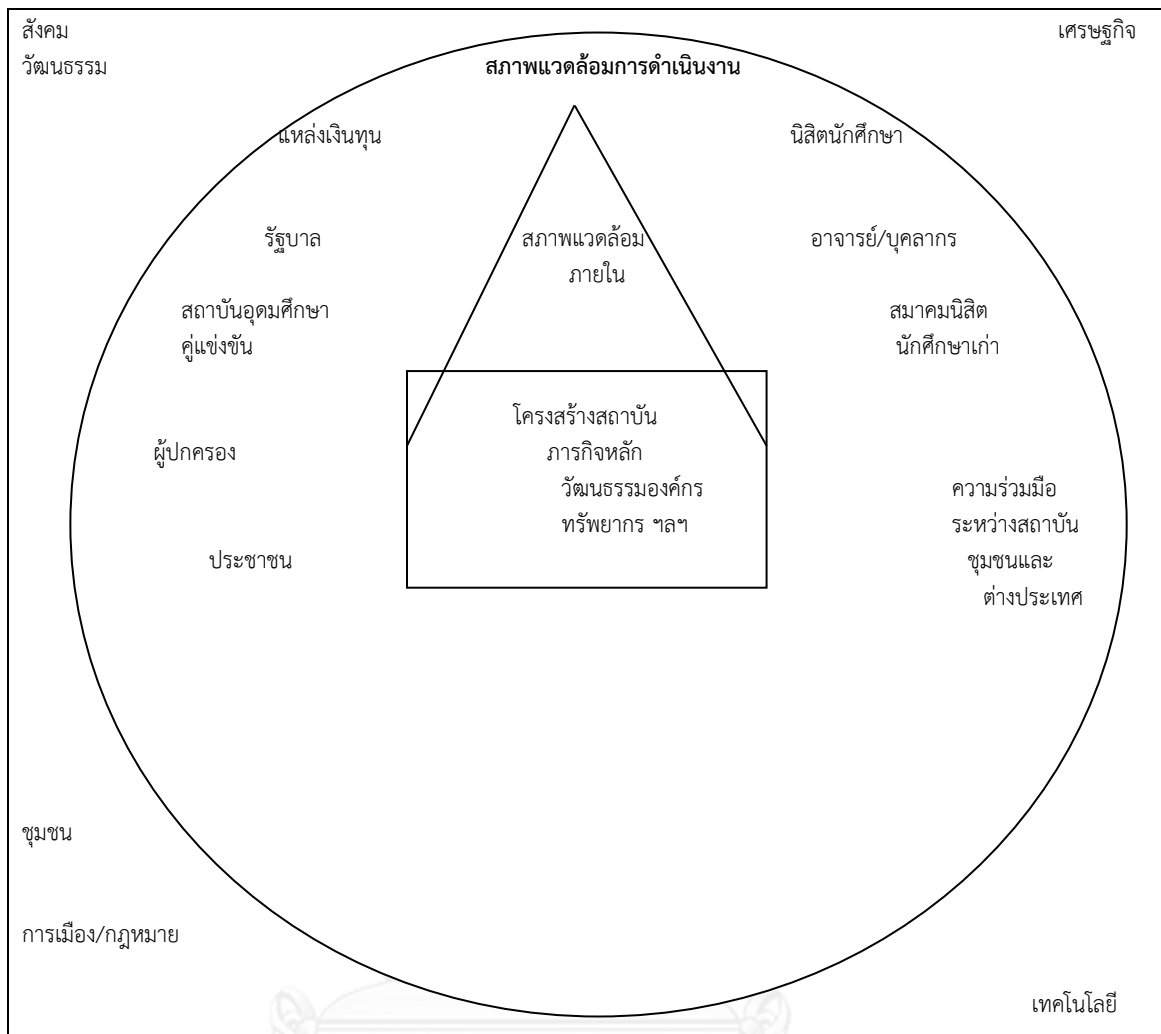 สังคม
เศรษฐกิจ
วัฒนธรรม
สภาพแวดล้อมการดำเนินงาน
แหล่งเงินทุน
นิสิตนักศึกษา
รัฐบาล
สภาพแวดล้อม
อาจารย์/บุคลากร
ภายใน
สถาบันอุดมศึกษา
สมาคมนิสิต
คู่แข่งขัน
นักศึกษาเก่า
โครงสร้างสถาบัน
ผู้ปกครอง
ภารกิจหลัก
วัฒนธรรมองค์กร
ความร่วมมือ
ทรัพยากร ฯลฯ
ระหว่างสถาบัน
ประชาชน
ชุมชนและ
ต่างประเทศ
ชุมชน
การเมือง/กฎหมาย
เทคโนโลยี